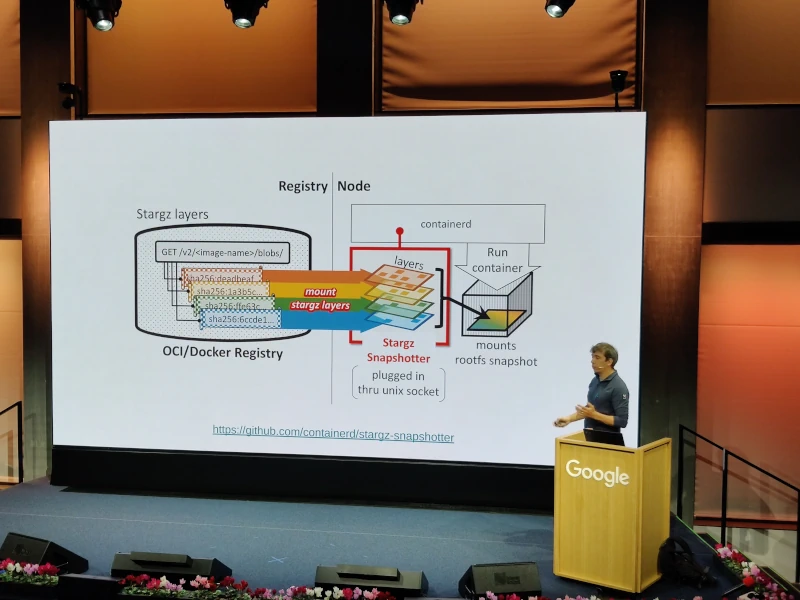 Registry
Node
Stargz layers
GET /v2/<image-name>/blobs/
sha256:deadbeaf...
sha256:1a3b5c...
sha256:ffe63c...
sha256:6ccde1...
OCI/Docker Registry
mount
stargz layers
containerd
layers
Run
container
Stargz
Snapshotter
plugged in
thru unix socket
mounts
rootfs snapshot
https://github.com/containerd/stargz-snapshotter
Google